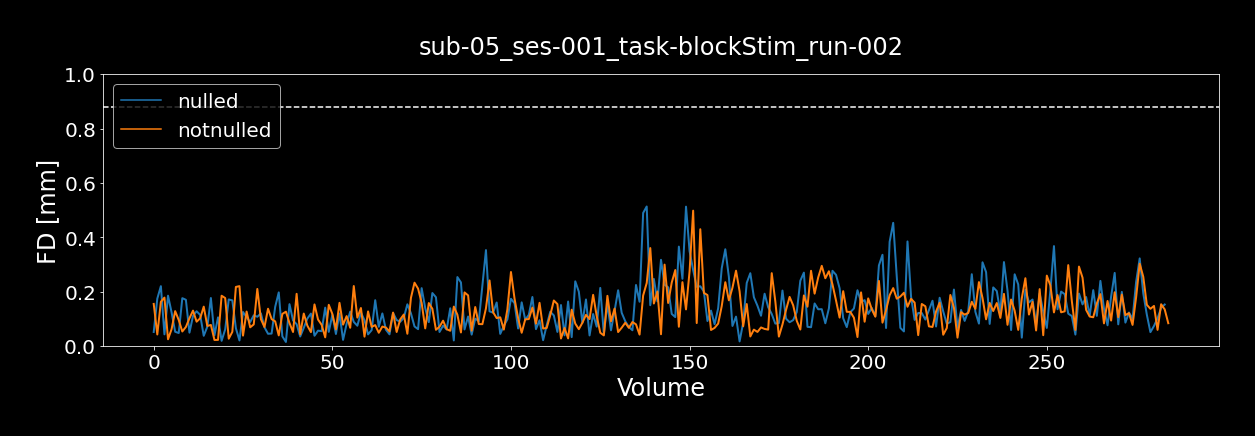 sub-05_ses-001_task-blockStim_run-002
1.0
nulled
notnulled
0.8
0.6
0.4
0.2
0.0
FD [mm]
0 50 100 150 200 250
Volume